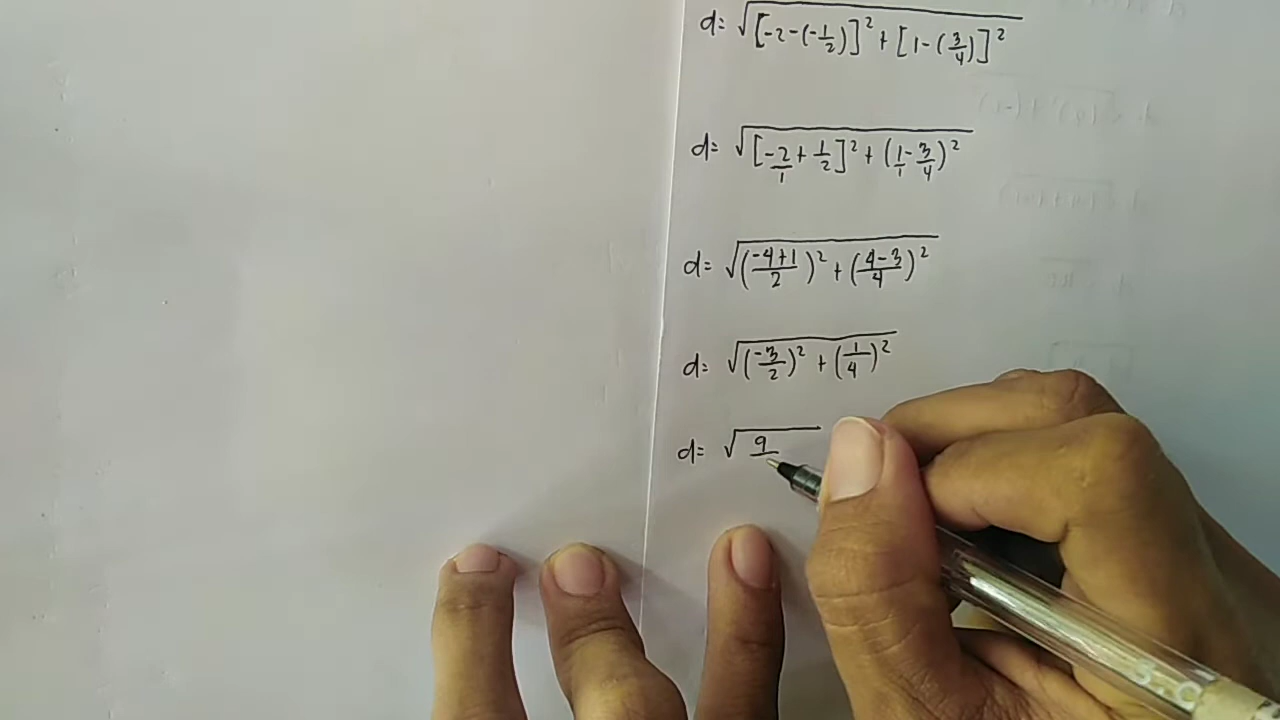 d= √[-2-(-1/2)]² + [1-(3/4)]²
d= √[-2/1 + 1/2]² + (1/1 - 3/4)²
d= √(-4+1/2)² + (4-3/4)²
d= √(-3/2)² + (1/4)²
d= √9